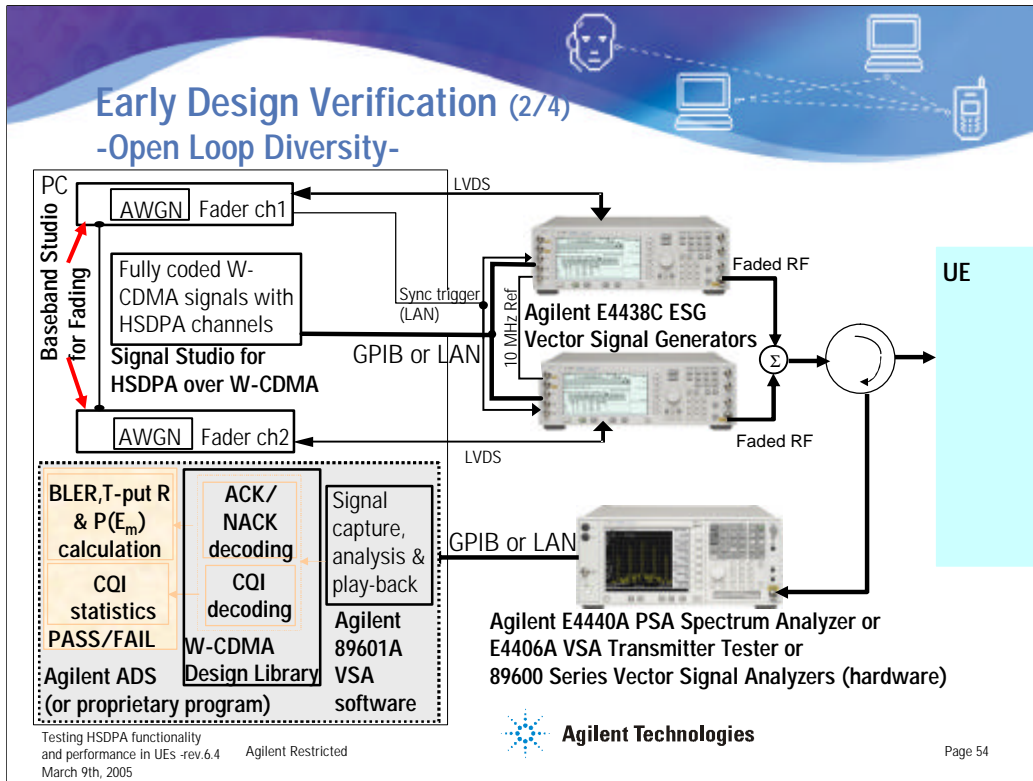 Early Design Verification (2/4)
-Open Loop Diversity-
PC
Baseband Studio
for Fading
AWGN
Fader ch1
LVDS
Fully coded W-
CDMA signals with
HSDPA channels
Signal Studio for
HSDPA over W-CDMA
Sync trigger
(LAN)
GPIB or LAN
10 MHz Ref
Agilent E4438C ESG
Vector Signal Generators
Faded RF
Σ
Faded RF
UE
AWGN
Fader ch2
LVDS
BLER,T-put R
& P(Em)
calculation
CQI
statistics
PASS/FAIL
ACK/
NACK
decoding
CQI
decoding
W-CDMA
Design Library
Signal
capture,
analysis &
play-back
Agilent
89601A
VSA
software
Agilent ADS
(or proprietary program)
GPIB or LAN
Agilent E4440A PSA Spectrum Analyzer or
E4406A VSA Transmitter Tester or
89600 Series Vector Signal Analyzers (hardware)
Testing HSDPA functionality
and performance in UEs -rev.6.4
March 9th, 2005
Agilent Restricted
Agilent Technologies
Page 54